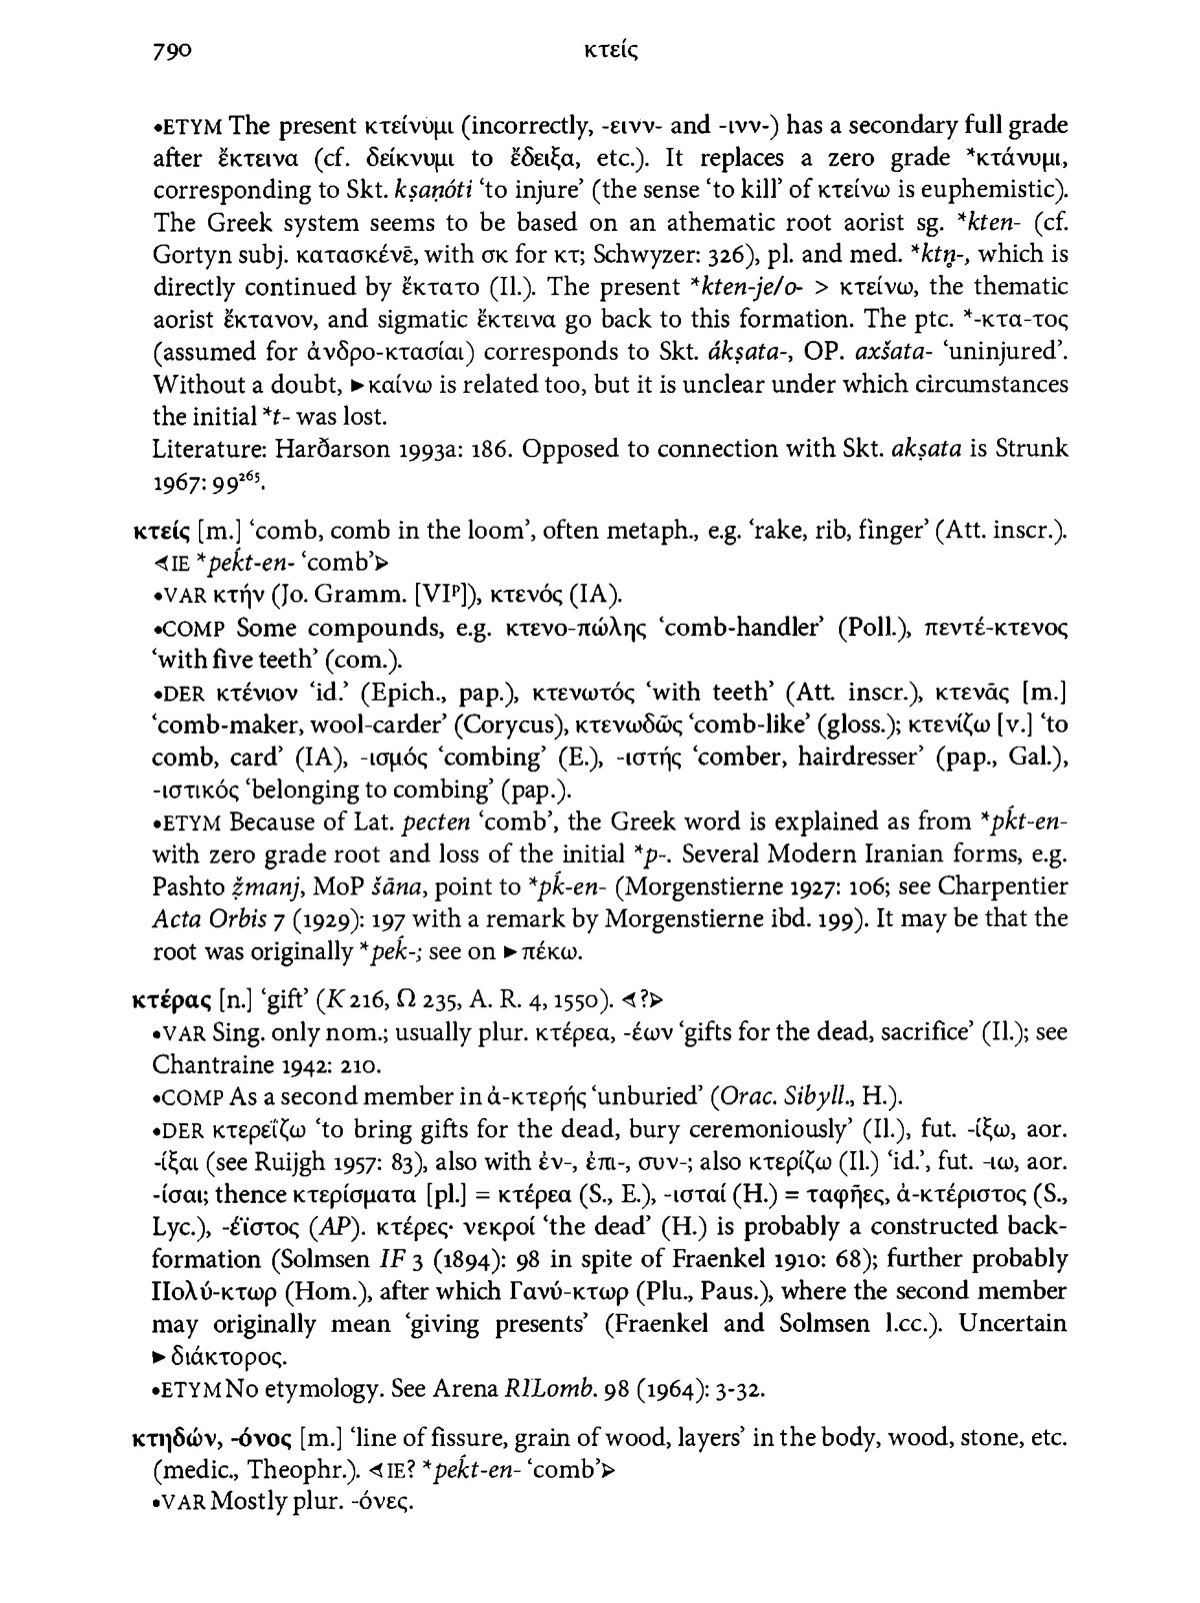 790 κτείς
•ETYM The present κτείνυμι (incorrectly, -εινν- and -ινν-) has a secondary full grade
after ἔκτεινα (cf. δείκνυμι to ἔδειξα, etc.). It replaces a zero grade *κτάνυμι,
corresponding to Skt. kṣaṇóti ‘to injure’ (the sense ‘to kill’ of κτείνω is euphemistic).
The Greek system seems to be based on an athematic root aorist sg. *kten- (cf.
Gortyn subj. κατασκένε̄, with σκ for κτ; Schwyzer: 326), pl. and med. *ktn̥-, which is
directly continued by ἔκτατο (Il.). The present *kten-je/o- > κτείνω, the thematic
aorist ἔκτανον, and sigmatic ἔκτεινα go back to this formation. The ptc. *-κτα-τος
(assumed for ἀνδρο-κτασίαι) corresponds to Skt. ákṣata-, OP. axšata- ‘uninjured’.
Without a doubt, ►καίνω is related too, but it is unclear under which circumstances
the initial *t- was lost.
Literature: Harðarson 1993a: 186. Opposed to connection with Skt. akṣata is Strunk
1967: 99²⁶⁵.
κτείς [m.] ‘comb, comb in the loom’, often metaph., e.g. ‘rake, rib, finger’ (Att. inscr.).
⊲IE *peḱt-en- ‘comb’⊳
•VAR κτήν (Jo. Gramm. [VIᵖ]), κτενός (IA).
•COMP Some compounds, e.g. κτενο-πώλης ‘comb-handler’ (Poll.), πεντέ-κτενος
‘with five teeth’ (com.).
•DER κτένιον ‘id.’ (Epich., pap.), κτενωτός ‘with teeth’ (Att. inscr.), κτενᾶς [m.]
‘comb-maker, wool-carder’ (Corycus), κτενωδῶς ‘comb-like’ (gloss.); κτενίζω [v.] ‘to
comb, card’ (IA), -ισμός ‘combing’ (E.), -ιστής ‘comber, hairdresser’ (pap., Gal.),
-ιστικός ‘belonging to combing’ (pap.).
•ETYM Because of Lat. pecten ‘comb’, the Greek word is explained as from *pḱt-en-
with zero grade root and loss of the initial *p-. Several Modern Iranian forms, e.g.
Pashto ẓ̌manj, MoP šāna, point to *pḱ-en- (Morgenstierne 1927: 106; see Charpentier
Acta Orbis 7 (1929): 197 with a remark by Morgenstierne ibd. 199). It may be that the
root was originally *peḱ-; see on ►πέκω.
κτέρας [n.] ‘gift’ (K 216, Ω 235, A. R. 4, 1550). ⊲?⊳
•VAR Sing. only nom.; usually plur. κτέρεα, -έων ‘gifts for the dead, sacrifice’ (Il.); see
Chantraine 1942: 210.
•COMP As a second member in ἀ-κτερής ‘unburied’ (Orac. Sibyll., H.).
•DER κτερεΐζω ‘to bring gifts for the dead, bury ceremoniously’ (Il.), fut. -ίξω, aor.
-ίξαι (see Ruijgh 1957: 83), also with ἐν-, ἐπι-, συν-; also κτερίζω (Il.) ‘id.’, fut. -ιω, aor.
-ίσαι; thence κτερίσματα [pl.] = κτέρεα (S., E.), -ισταί (H.) = ταφῆες, ἀ-κτέριστος (S.,
Lyc.), -έϊστος (AP). κτέρες· νεκροί ‘the dead’ (H.) is probably a constructed back-
formation (Solmsen IF 3 (1894): 98 in spite of Fraenkel 1910: 68); further probably
Πολύ-κτωρ (Hom.), after which Γανύ-κτωρ (Plu., Paus.), where the second member
may originally mean ‘giving presents’ (Fraenkel and Solmsen l.cc.). Uncertain
►διάκτορος.
•ETYM No etymology. See Arena RILomb. 98 (1964): 3-32.
κτηδών, -όνος [m.] ‘line of fissure, grain of wood, layers’ in the body, wood, stone, etc.
(medic., Theophr.). ⊲IE? *peḱt-en- ‘comb’⊳
•VAR Mostly plur. -όνες.